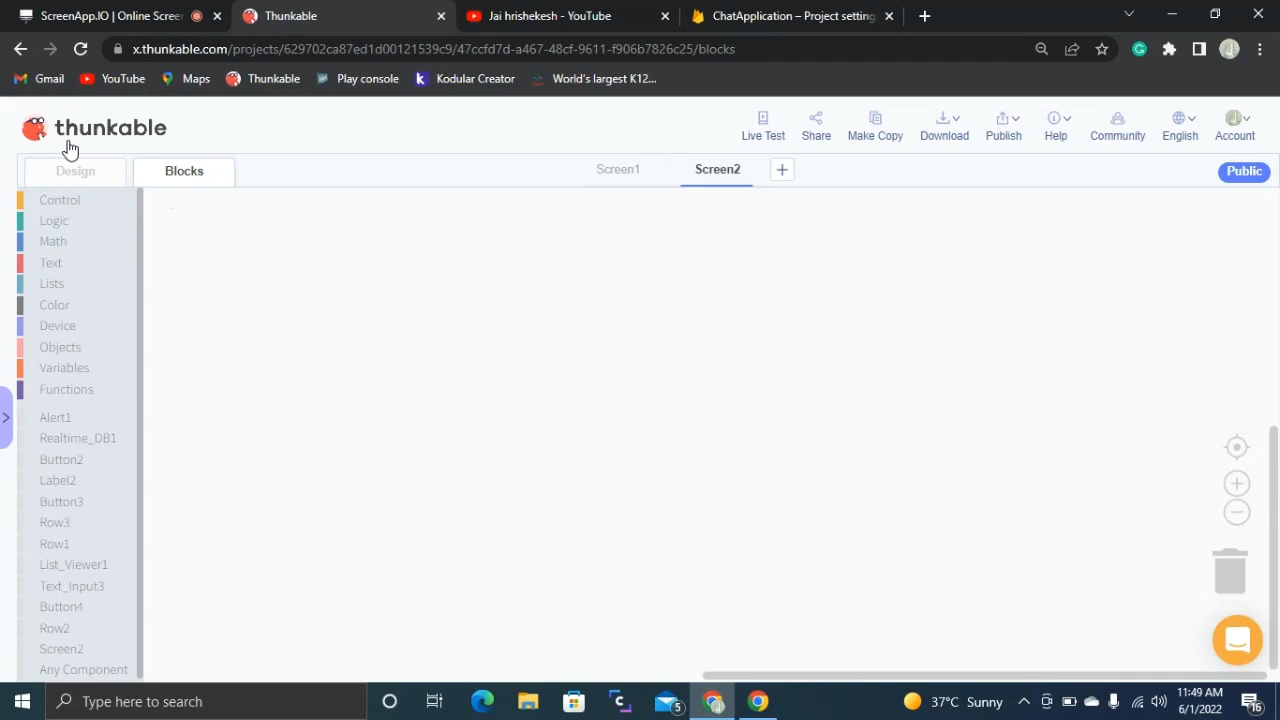 ScreenApp.IO | Online Screen
Thunkable
Jai hrishekesh - YouTube
ChatApplication – Project setting
x.thunkable.com/projects/629702ca87ed1d00121539c9/47ccfd7d-a467-48cf-9611-f906b7826c25/blocks
Gmail
YouTube
Maps
Thunkable
Play console
Kodular Creator
World's largest K12...
thunkable
Live Test
Share
Make Copy
Download
Publish
Help
Community
English
Account
Design
Blocks
Screen1
Screen2
Public
Control
Logic
Math
Text
Lists
Color
Device
Objects
Variables
Functions
Alert1
Realtime_DB1
Button2
Label2
Button3
Row3
Row1
List_Viewer1
Text_Input3
Button4
Row2
Screen2
Any Component
Type here to search
5
37°C Sunny
11:49 AM
6/1/2022
16